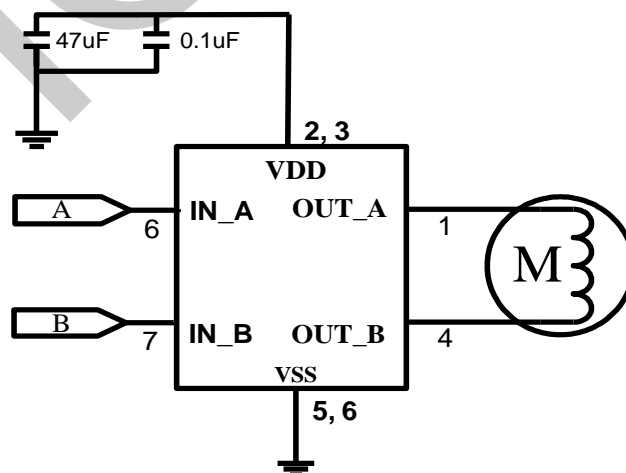 47uF 0.1uF
2, 3
VDD
A 6 IN_A OUT_A 1
M
B 7 IN_B OUT_B 4
VSS
5, 6